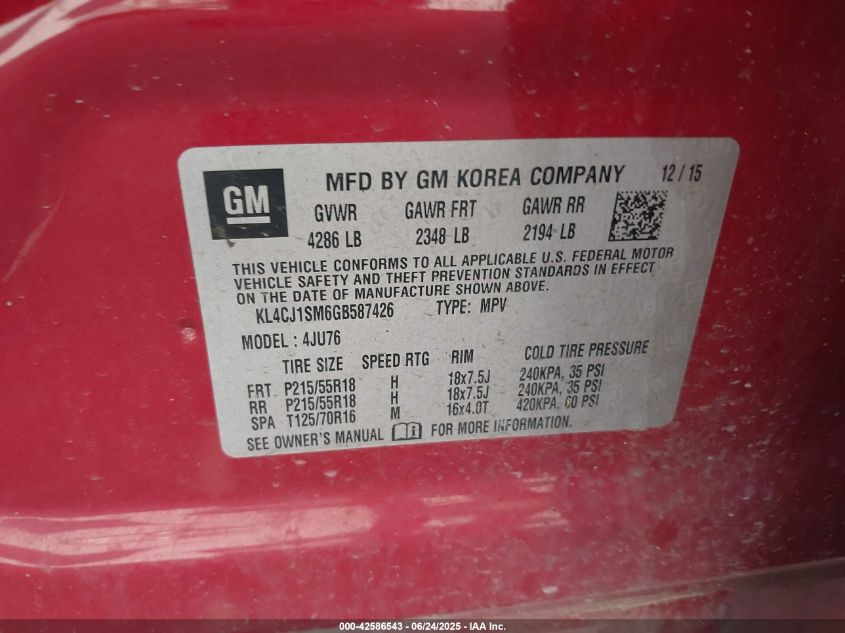 GM
MFD BY GM KOREA COMPANY 12 / 15
GVWR GAWR FRT GAWR RR
4286 LB 2348 LB 2194 LB
THIS VEHICLE CONFORMS TO ALL APPLICABLE U.S. FEDERAL MOTOR
VEHICLE SAFETY AND THEFT PREVENTION STANDARDS IN EFFECT
ON THE DATE OF MANUFACTURE SHOWN ABOVE.
KL4CJ1SM6GB587426 TYPE: MPV
MODEL : 4JU76
TIRE SIZE SPEED RTG RIM COLD TIRE PRESSURE
FRT P215/55R18 H 18x7.5J 240KPA, 35 PSI
RR P215/55R18 H 18x7.5J 240KPA, 35 PSI
SPA T125/70R16 M 16x4.0T 420KPA, 60 PSI
SEE OWNER'S MANUAL FOR MORE INFORMATION.
000-42586543 / 06/24/2025 - IAA Inc.